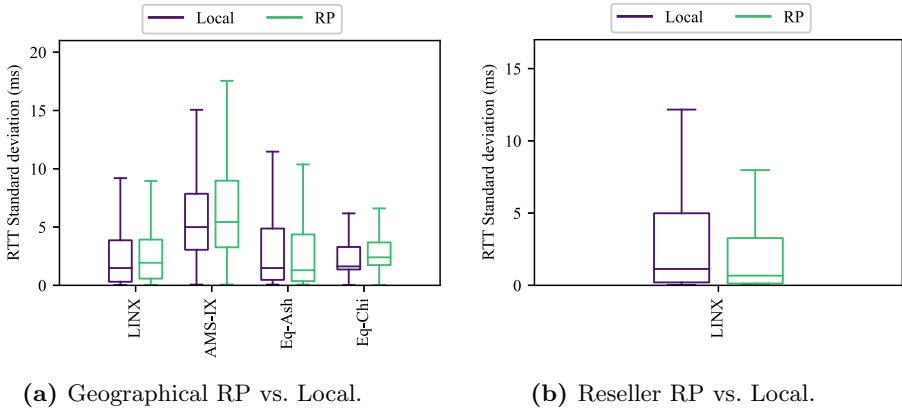 Local RP
RTT Standard deviation (ms)
20
15
10
5
0
LINX
AMS-IX
Eq-Ash
Eq-Chi
(a) Geographical RP vs. Local.
Local RP
RTT Standard deviation (ms)
15
10
5
0
LINX
(b) Reseller RP vs. Local.